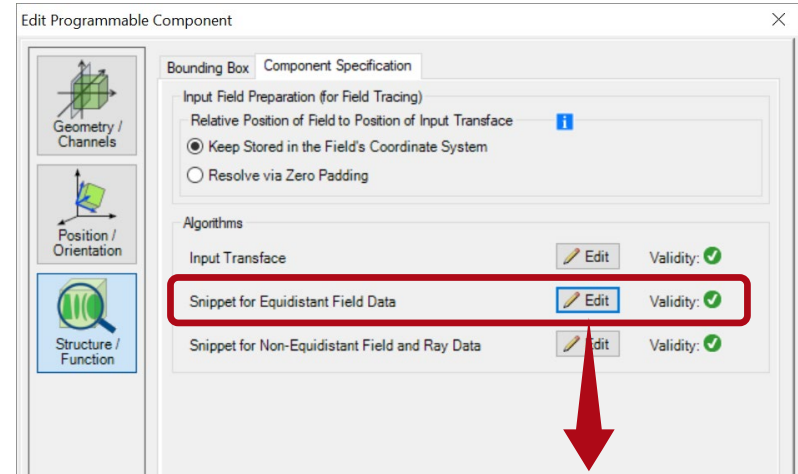 Edit Programmable Component
Bounding Box Component Specification
Input Field Preparation (for Field Tracing)
Relative Position of Field to Position of Input Transface i
Keep Stored in the Field's Coordinate System
Resolve via Zero Padding
Geometry /
Channels
Position /
Orientation
Structure /
Function
Algorithms
Input Transface Edit Validity:
Snippet for Equidistant Field Data Edit Validity:
Snippet for Non-Equidistant Field and Ray Data Edit Validity: